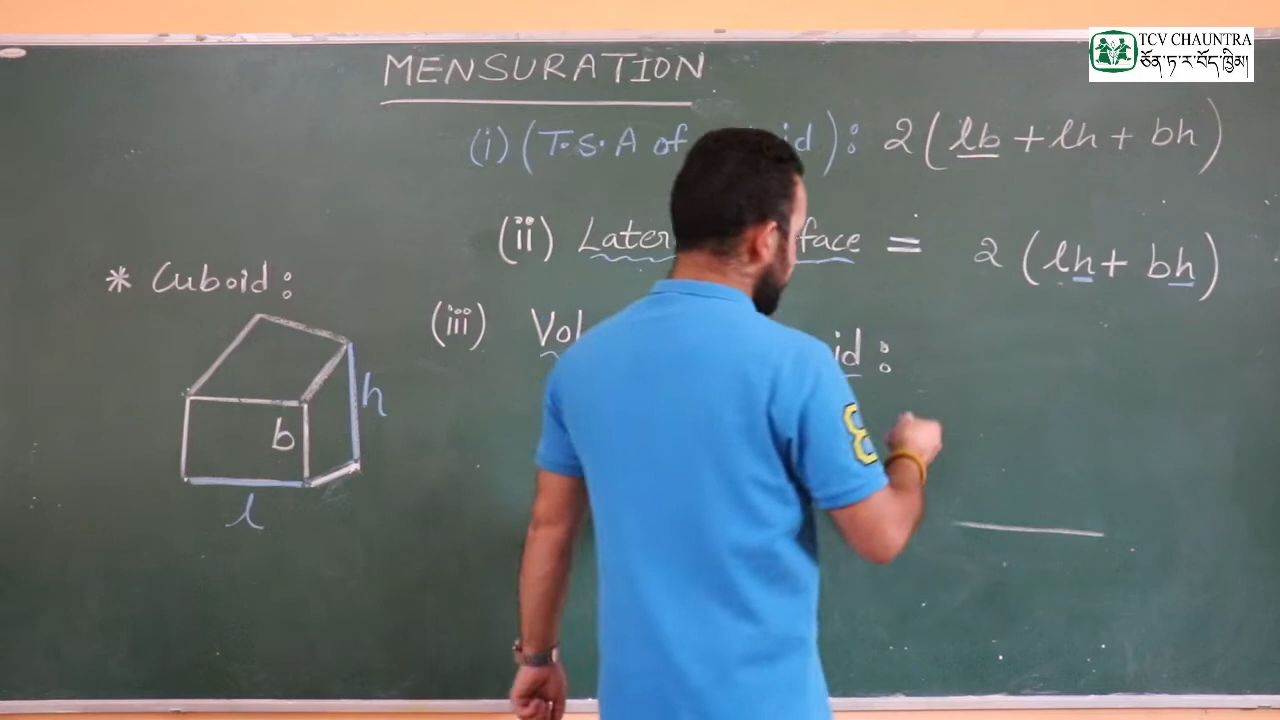 TCV CHAUNTRA
ཅོན་ཏ་ར་བོད་ཁྱིམ།
MENSURATION
(i) (T.S.A of id): 2(lb + lh + bh)
(ii) Later face = 2 (lh + bh)
* Cuboid:
(iii) Vol id:
h
b
l